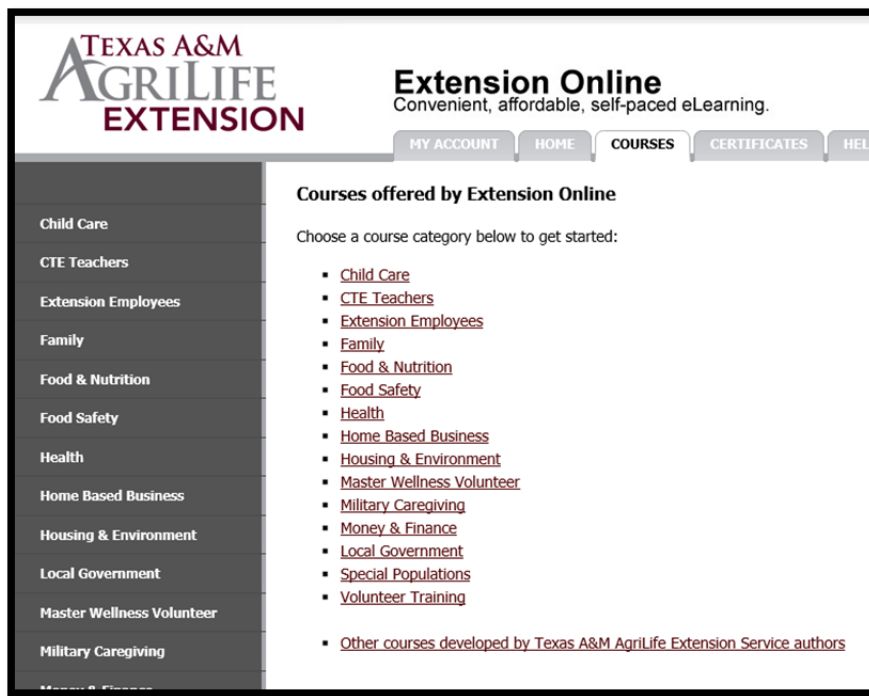 TEXAS A&M
AGRILIFE
EXTENSION
Extension Online
Convenient, affordable, self-paced eLearning.
MY ACCOUNT HOME COURSES CERTIFICATES HEL
Child Care
CTE Teachers
Extension Employees
Family
Food & Nutrition
Food Safety
Health
Home Based Business
Housing & Environment
Local Government
Master Wellness Volunteer
Military Caregiving
Money & Finance
Courses offered by Extension Online
Choose a course category below to get started:
Child Care
CTE Teachers
Extension Employees
Family
Food & Nutrition
Food Safety
Health
Home Based Business
Housing & Environment
Master Wellness Volunteer
Military Caregiving
Money & Finance
Local Government
Special Populations
Volunteer Training
Other courses developed by Texas A&M AgriLife Extension Service authors